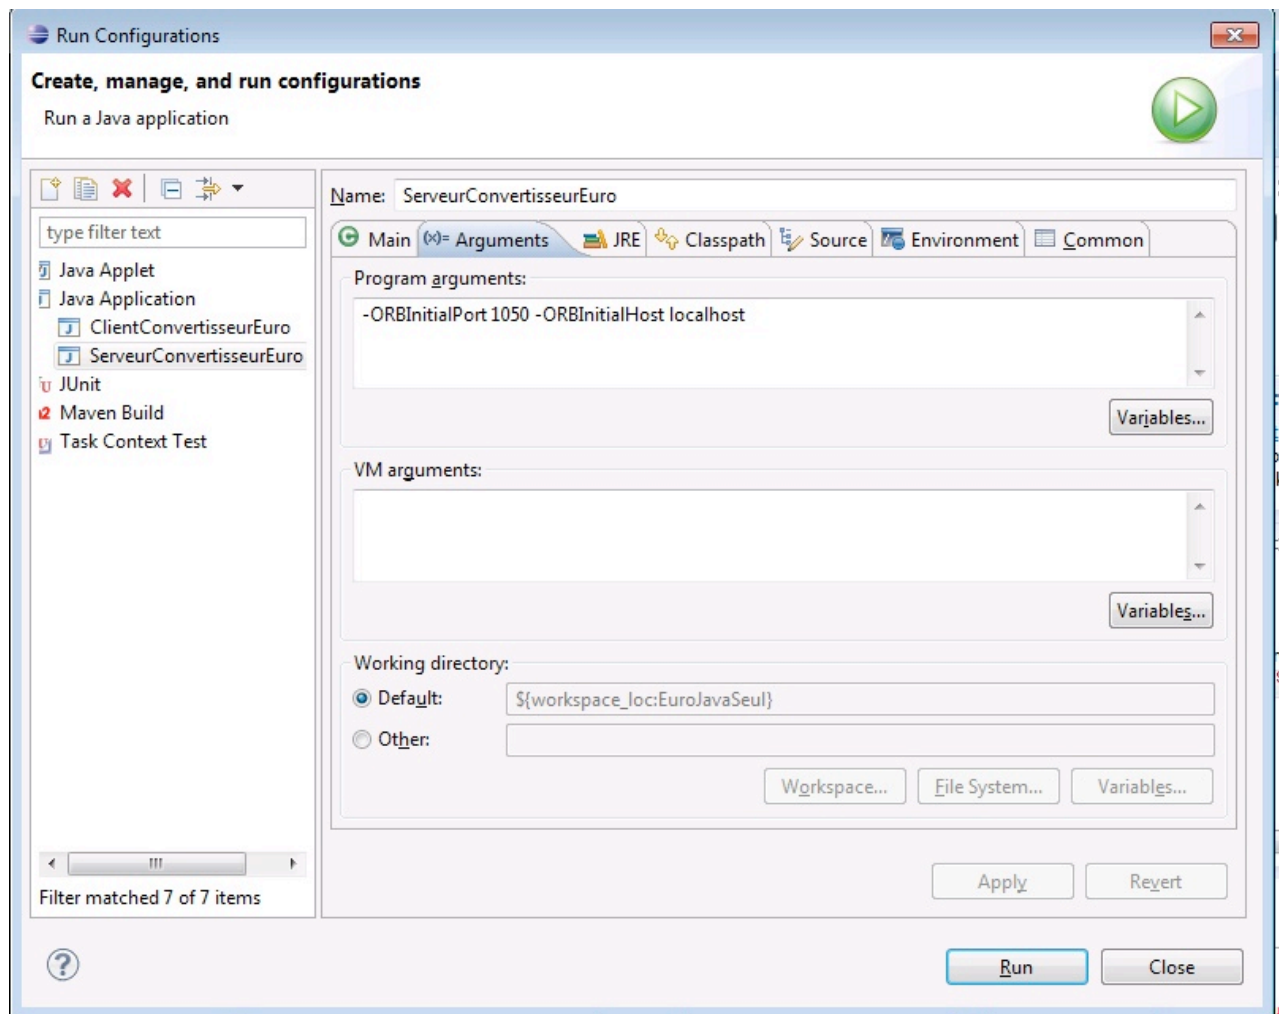 Run Configurations
Create, manage, and run configurations
Run a Java application
type filter text
Java Applet
Java Application
ClientConvertisseurEuro
ServeurConvertisseurEuro
JUnit
Maven Build
Task Context Test
Filter matched 7 of 7 items
Name: ServeurConvertisseurEuro
Main (x)= Arguments JRE Classpath Source Environment Common
Program arguments:
-ORBInitialPort 1050 -ORBInitialHost localhost
Variables...
VM arguments:
Variables...
Working directory:
Default: ${workspace_loc:EuroJavaSeul}
Other:
Workspace... File System... Variables...
Apply Revert
Run Close